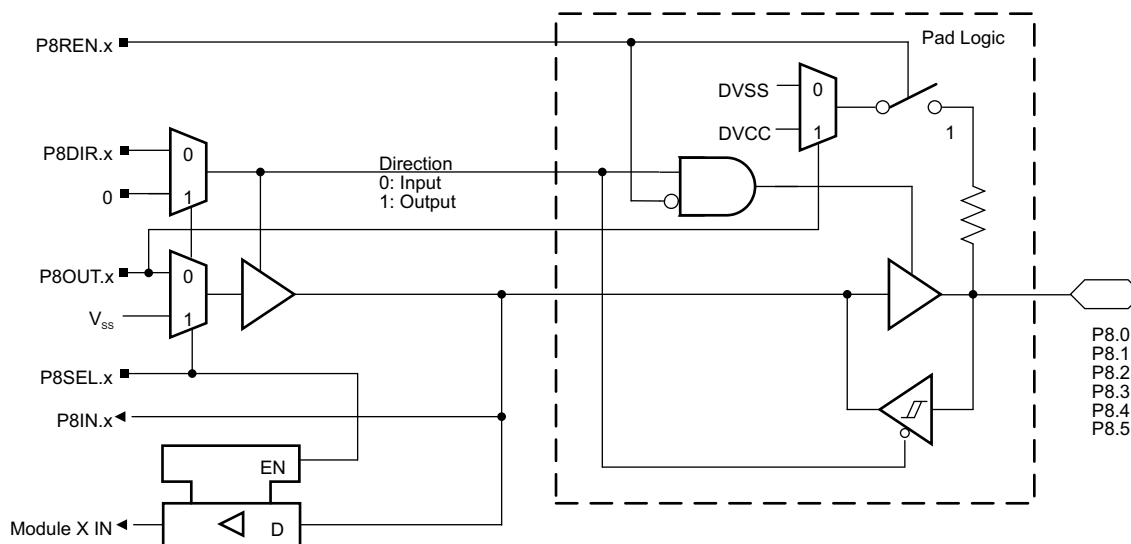 P8REN.x
Pad Logic
DVSS
0
DVCC
1
1
P8DIR.x
0
0
1
Direction
0: Input
1: Output
P8OUT.x
0
VSS
1
P8SEL.x
P8IN.x
EN
Module X IN
D
P8.0
P8.1
P8.2
P8.3
P8.4
P8.5